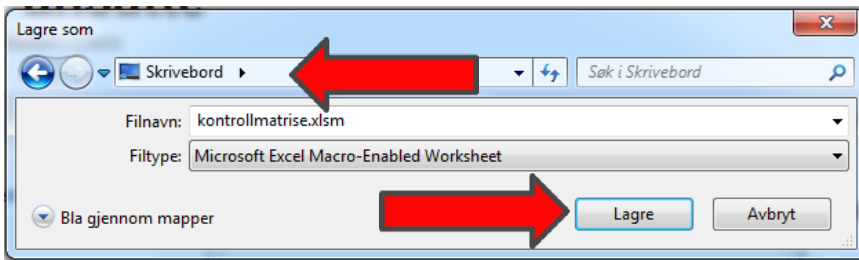 Lagre som
Skrivebord
Søk i Skrivebord
Filnavn: kontrollmatrise.xlsm
Filtype: Microsoft Excel Macro-Enabled Worksheet
Bla gjennom mapper
Lagre
Avbryt